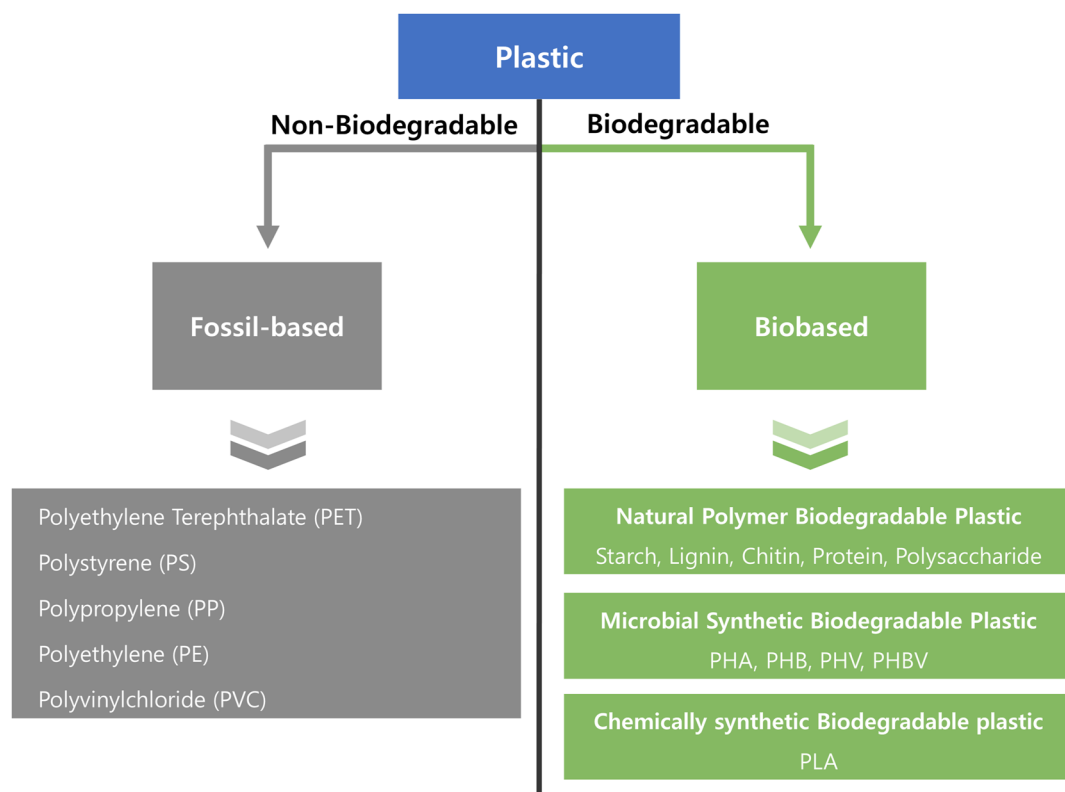 Plastic
Non-Biodegradable
Biodegradable
Fossil-based
Biobased
Polyethylene Terephthalate (PET)
Polystyrene (PS)
Polypropylene (PP)
Polyethylene (PE)
Polyvinylchloride (PVC)
Natural Polymer Biodegradable Plastic
Starch, Lignin, Chitin, Protein, Polysaccharide
Microbial Synthetic Biodegradable Plastic
PHA, PHB, PHV, PHBV
Chemically synthetic Biodegradable plastic
PLA